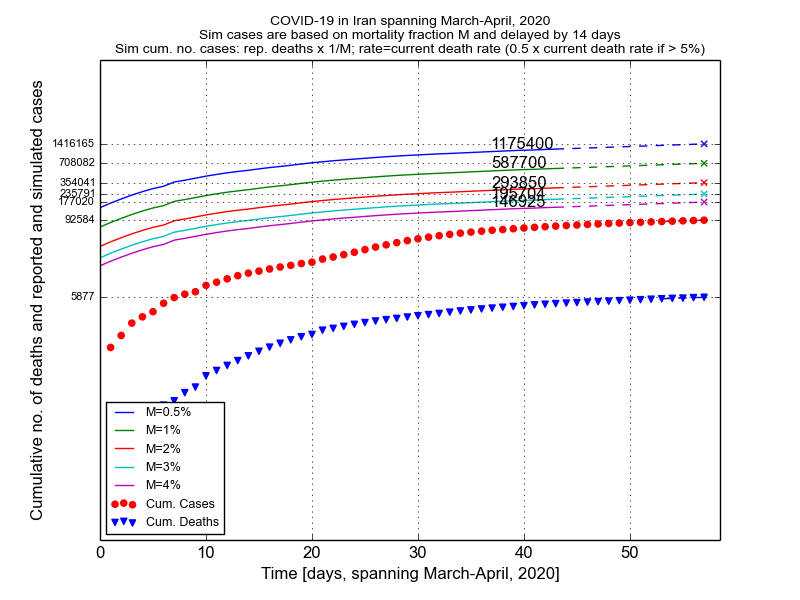 COVID-19 in Iran spanning March-April, 2020
Sim cases are based on mortality fraction M and delayed by 14 days
Sim cum. no. cases: rep. deaths x 1/M; rate=current death rate (0.5 x current death rate if > 5%)
Cumulative no. of deaths and reported and simulated cases
1416165
708082
354041
235791
177020
92584
5877
1175400
587700
293850
195704
146925
M=0.5%
M=1%
M=2%
M=3%
M=4%
Cum. Cases
Cum. Deaths
0 10 20 30 40 50
Time [days, spanning March-April, 2020]